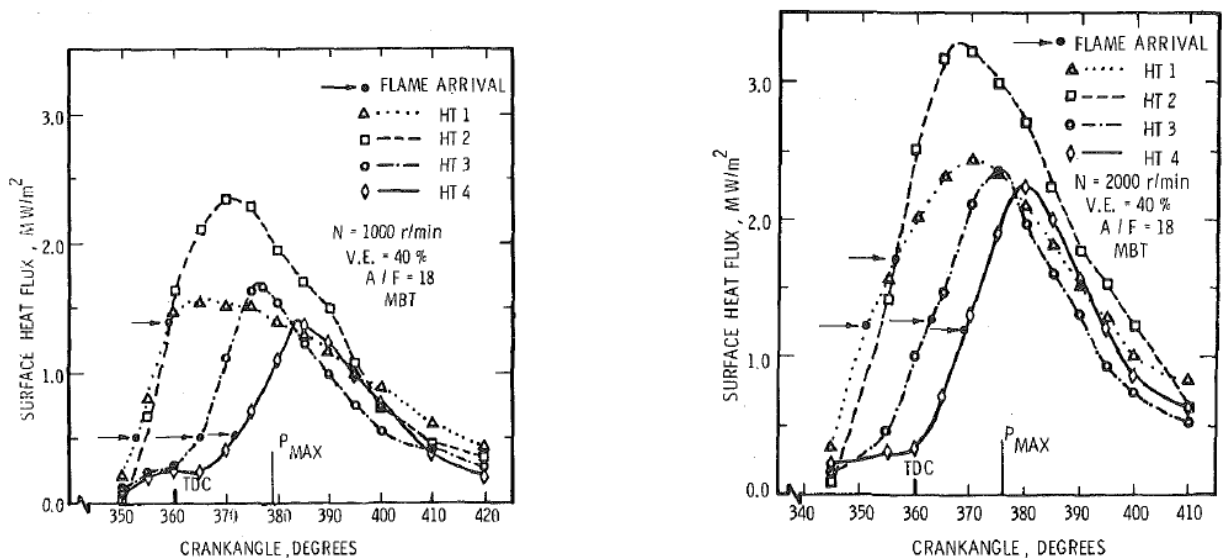 FLAME ARRIVAL
HT 1
HT 2
HT 3
HT 4
N = 1000 r/min
V.E. = 40 %
A / F = 18
MBT
SURFACE HEAT FLUX, MW/m²
3.0
2.0
1.0
0.0
TDC
PMAX
350 360 370 380 390 400 410 420
CRANKANGLE, DEGREES
FLAME ARRIVAL
HT 1
HT 2
HT 3
HT 4
N = 2000 r/min
V.E. = 40%
A / F = 18
MBT
SURFACE HEAT FLUX, MW/m²
3.0
2.0
1.0
0.0
TDC
PMAX
340 350 360 370 380 390 400 410
CRANKANGLE, DEGREES